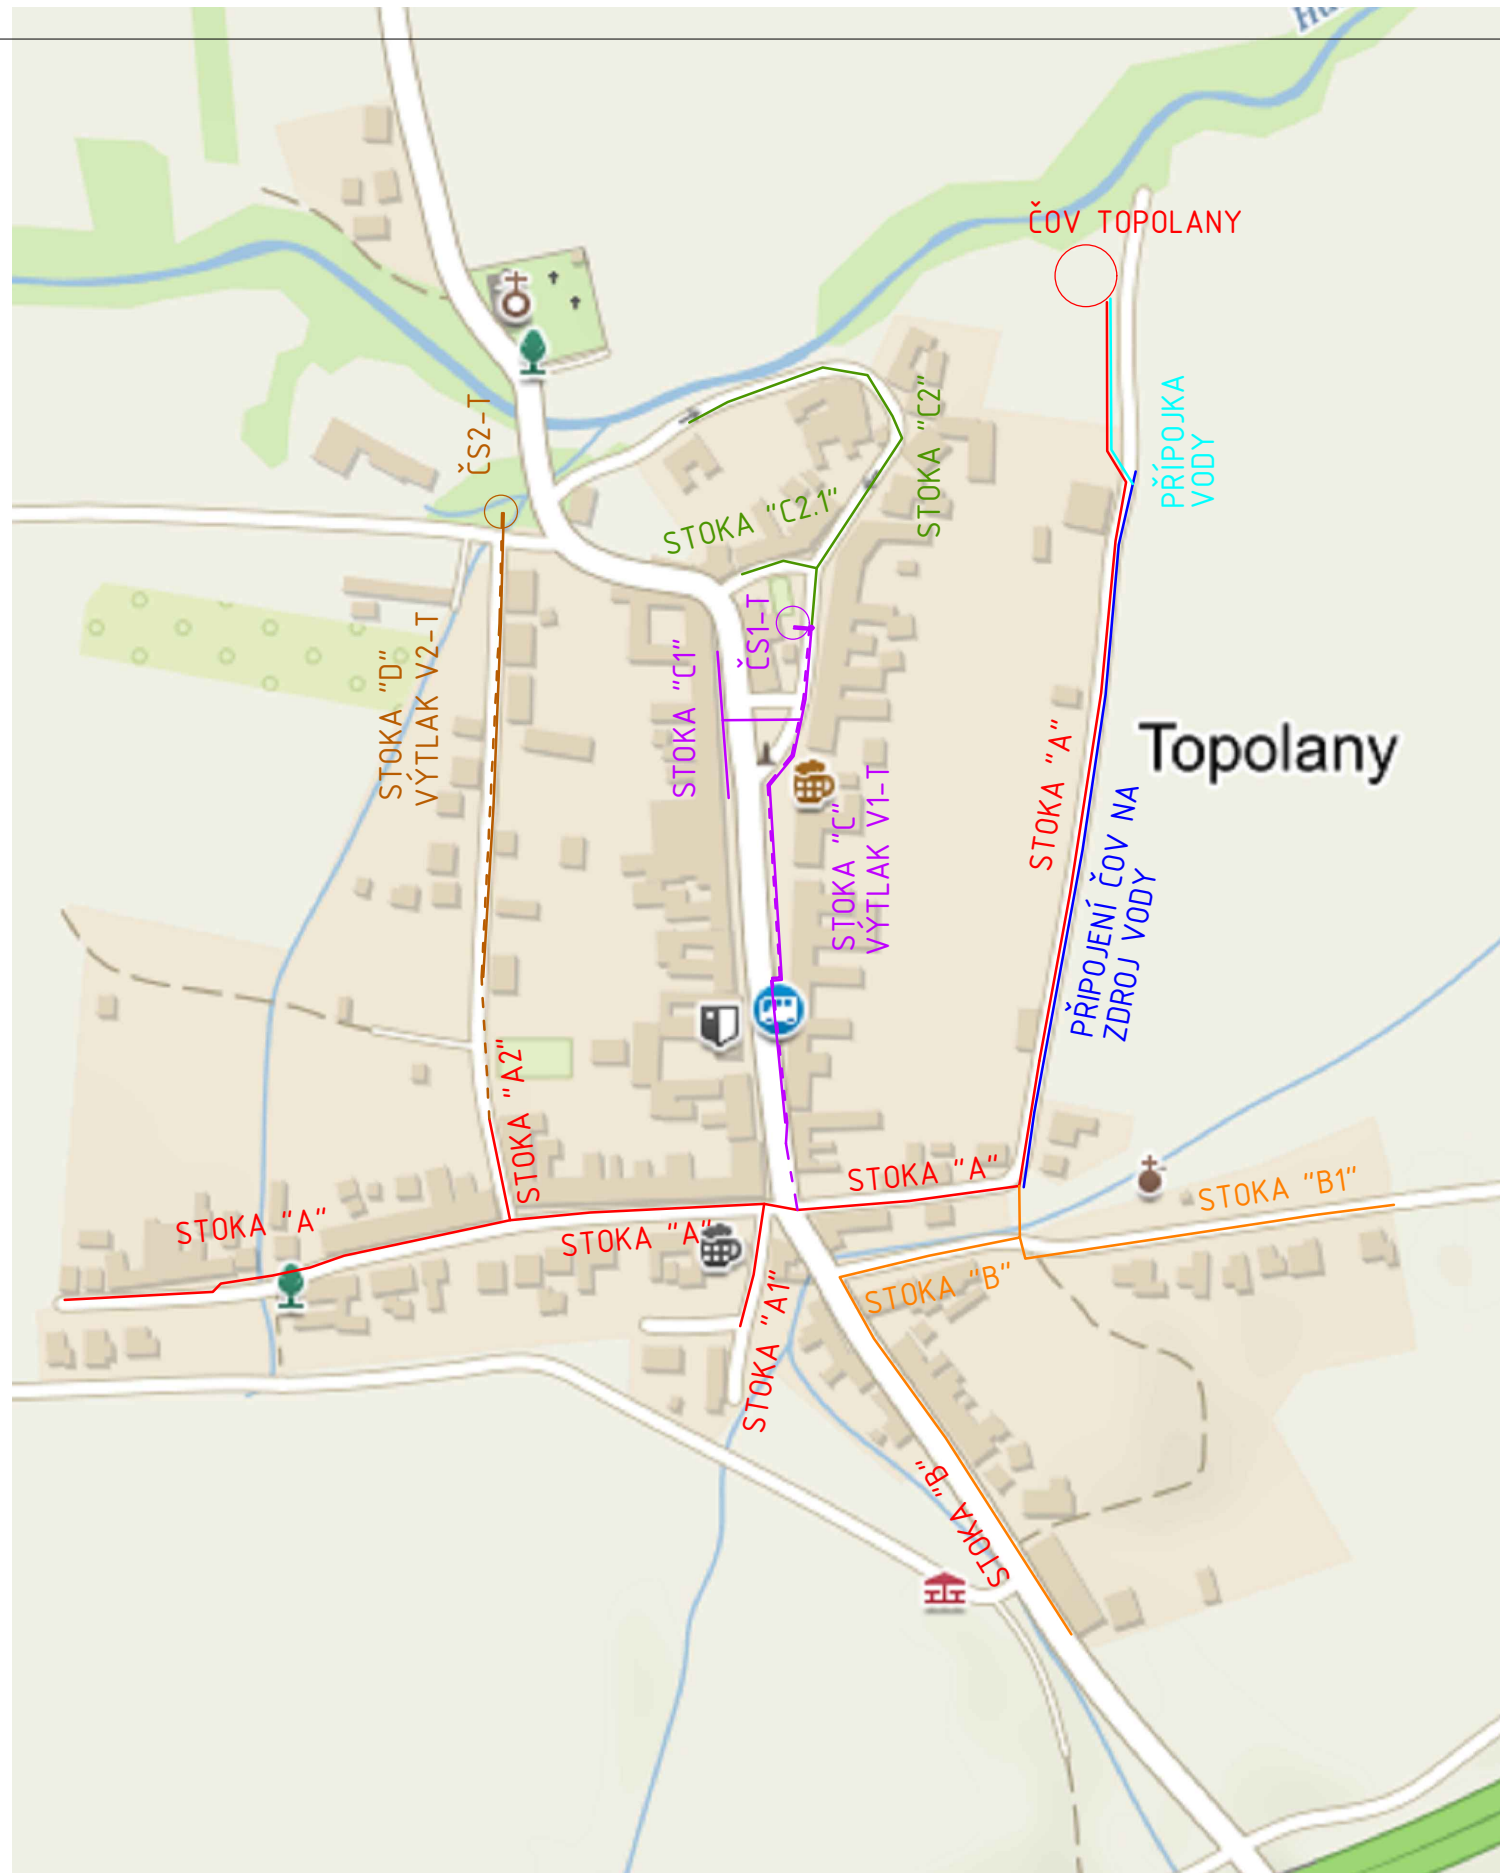 ČOV TOPOLANY
PŘÍPOJKA
VODY
ČS2-T
STOKA "C2"
STOKA "C2.1"
ČS1-T
STOKA "D"
VÝTLAK V2-T
STOKA "C1"
STOKA "C"
VÝTLAK V1-T
Topolany
STOKA "A"
PŘIPOJENÍ ČOV NA
ZDROJ VODY
STOKA "A2"
STOKA "A"
STOKA "B1"
STOKA "A"
STOKA "A"
STOKA "B"
STOKA "A1"
STOKA "B"